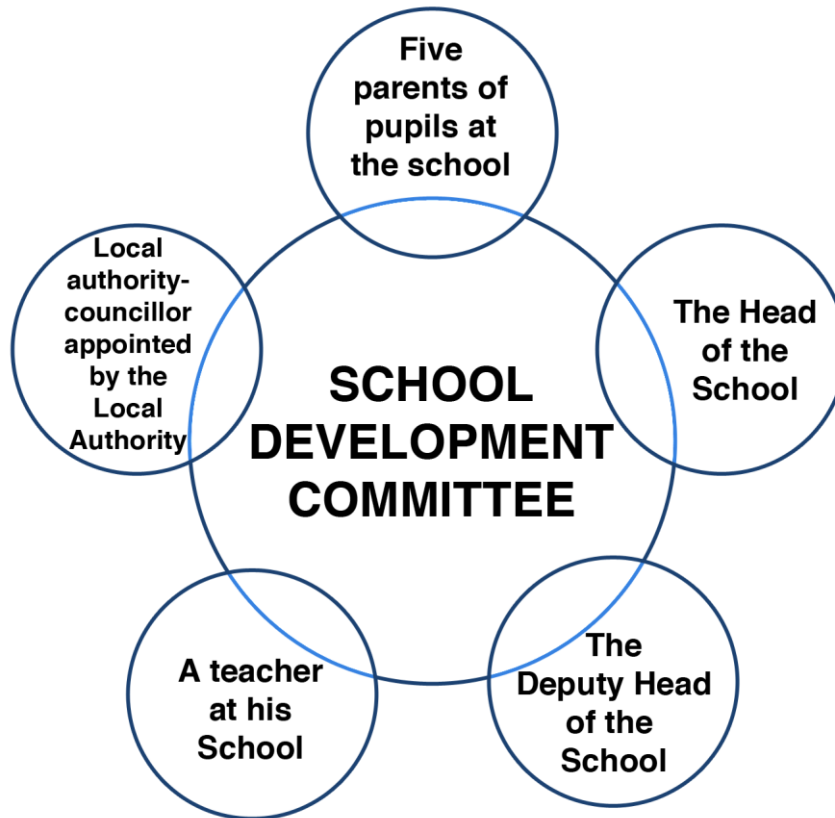 Five
parents of
pupils at
the school
Local
authority-
councillor
appointed
by the
Local
Authority
The Head
of the
School
SCHOOL
DEVELOPMENT
COMMITTEE
A teacher
at his
School
The
Deputy Head
of the
School